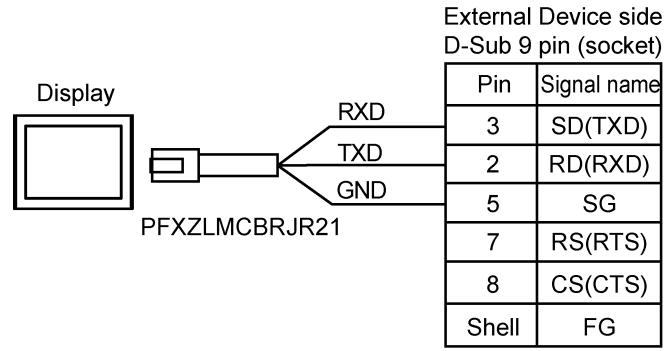 External Device side
D-Sub 9 pin (socket)
Display
Pin Signal name
RXD
3 SD(TXD)
TXD
2 RD(RXD)
GND
5 SG
PFXZLMCBRJR21
7 RS(RTS)
8 CS(CTS)
Shell FG